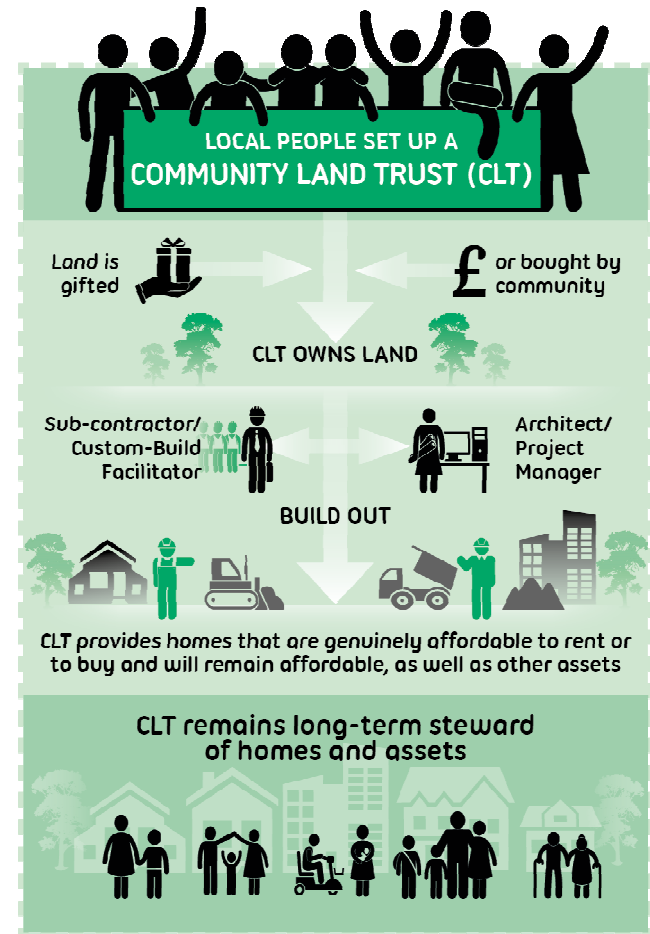 LOCAL PEOPLE SET UP A
COMMUNITY LAND TRUST (CLT)
Land is
gifted
£ or bought by
community
CLT OWNS LAND
Sub-contractor/
Custom-Build
Facilitator
Architect/
Project
Manager
BUILD OUT
CLT provides homes that are genuinely affordable to rent or
to buy and will remain affordable, as well as other assets
CLT remains long-term steward
of homes and assets